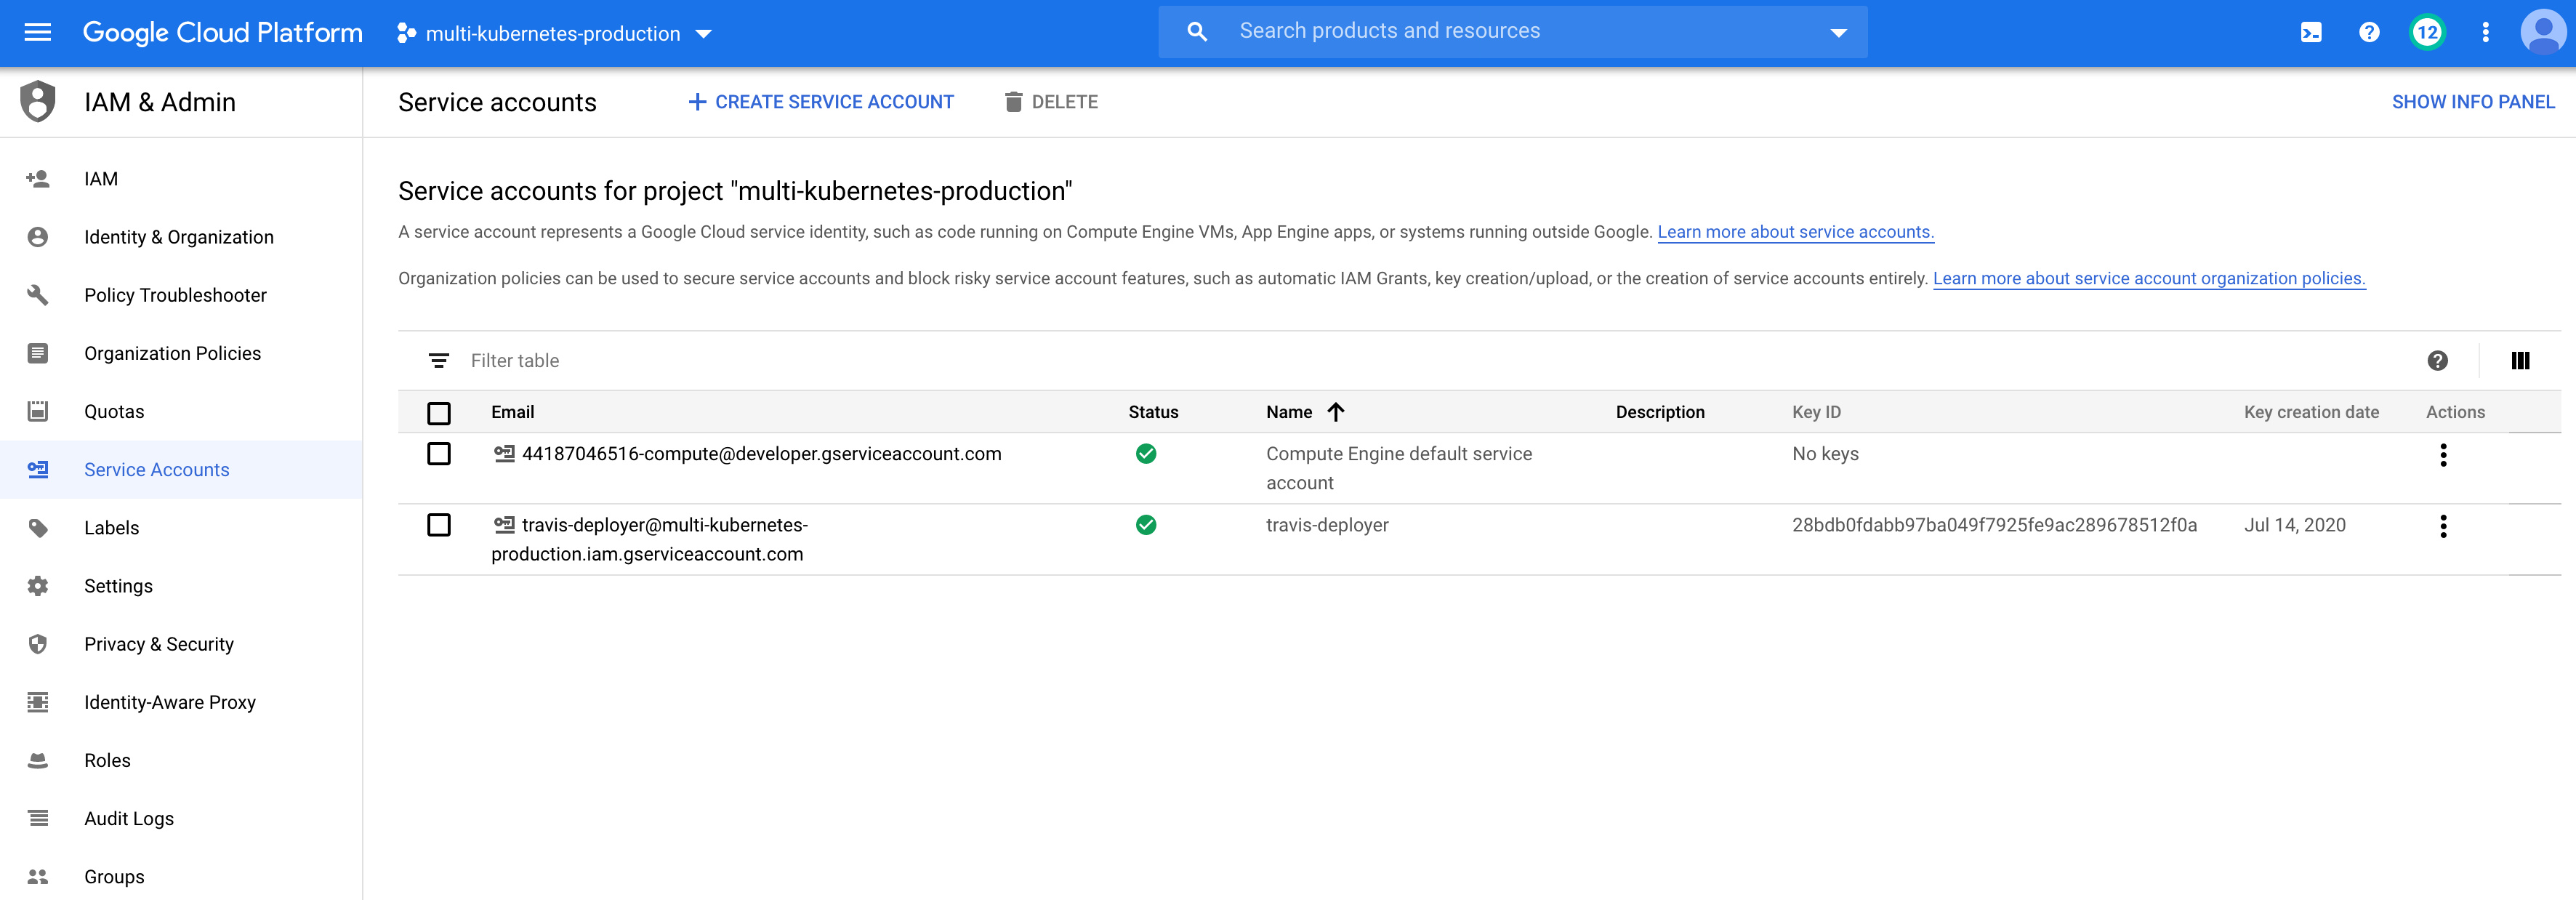 Google Cloud Platform
multi-kubernetes-production
Search products and resources
12
IAM & Admin
Service accounts
CREATE SERVICE ACCOUNT
DELETE
SHOW INFO PANEL
IAM
Identity & Organization
Policy Troubleshooter
Organization Policies
Quotas
Service Accounts
Labels
Settings
Privacy & Security
Identity-Aware Proxy
Roles
Audit Logs
Groups
Service accounts for project "multi-kubernetes-production"
A service account represents a Google Cloud service identity, such as code running on Compute Engine VMs, App Engine apps, or systems running outside Google. Learn more about service accounts.
Organization policies can be used to secure service accounts and block risky service account features, such as automatic IAM Grants, key creation/upload, or the creation of service accounts entirely. Learn more about service account organization policies.
Filter table
Email Status Name Description Key ID Key creation date Actions
44187046516-compute@developer.gserviceaccount.com Compute Engine default service No keys
account
travis-deployer@multi-kubernetes- travis-deployer 28bdb0fdabb97ba049f7925fe9ac289678512f0a Jul 14, 2020
production.iam.gserviceaccount.com